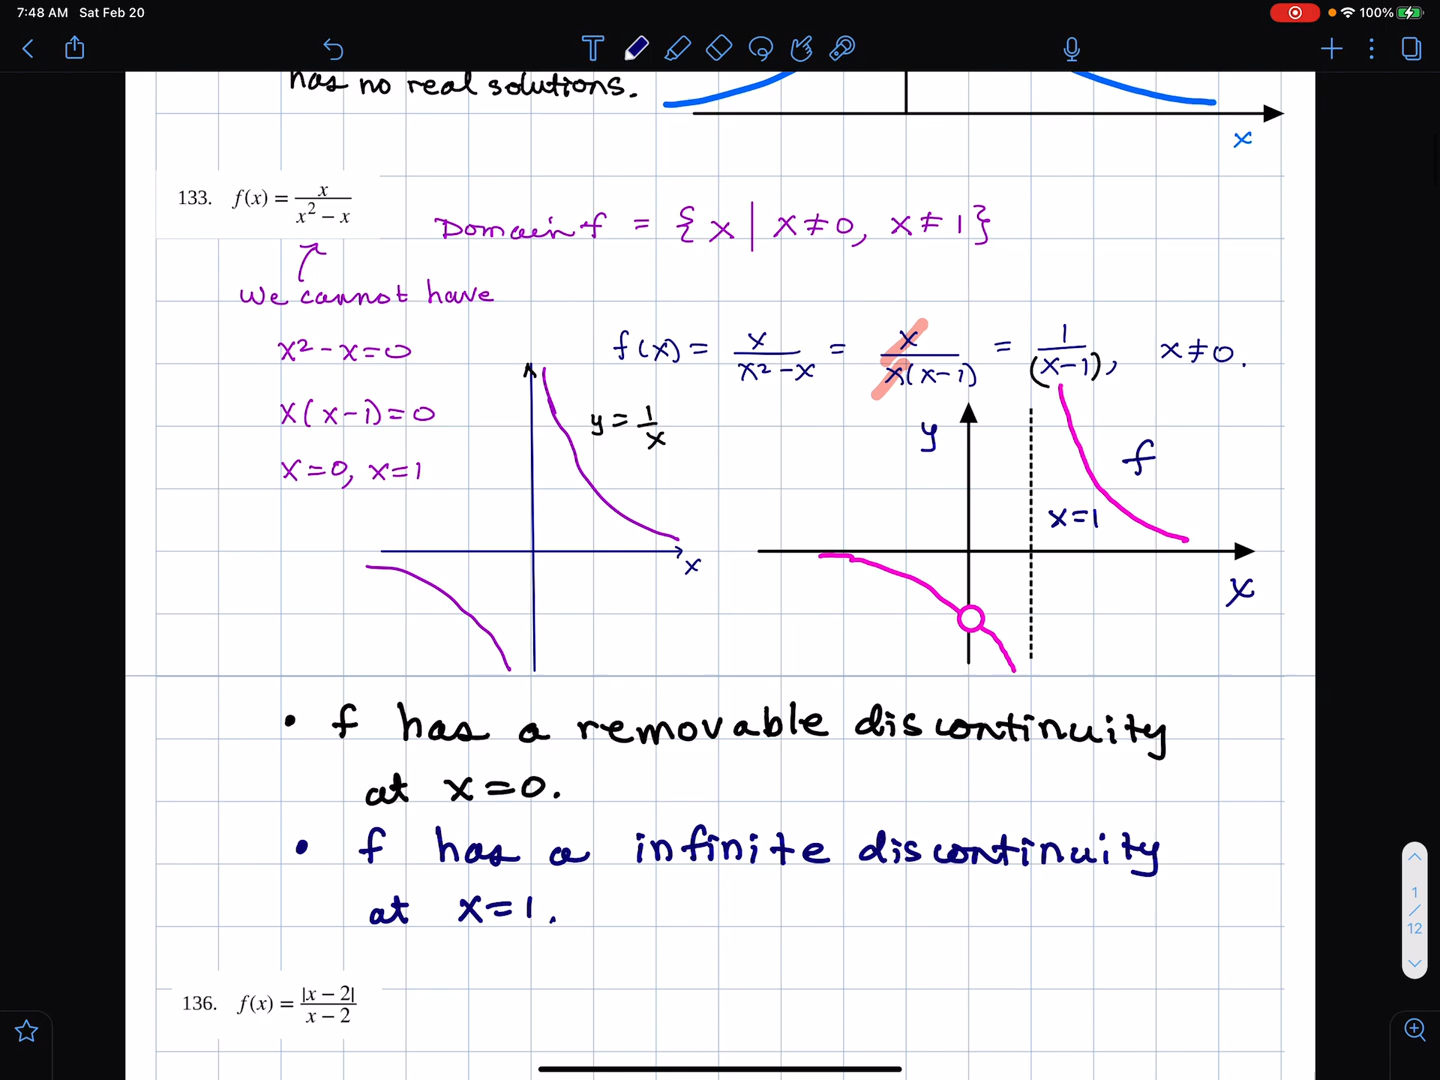 7:48 AM Sat Feb 20
100%
has no real solutions.
x
133. f(x) = x / (x² − x)
Domain f = { x | x ≠ 0, x ≠ 1 }
we cannot have
x² − x = 0
f(x) = x / (x² − x) = x / (x(x−1)) = 1 / (x−1), x ≠ 0.
x(x−1) = 0
y = 1/x
y
f
x = 0, x = 1
x = 1
x
x
• f has a removable discontinuity
at x = 0.
• f has a infinite discontinuity
at x = 1.
1 / 12
136. f(x) = |x − 2| / (x − 2)